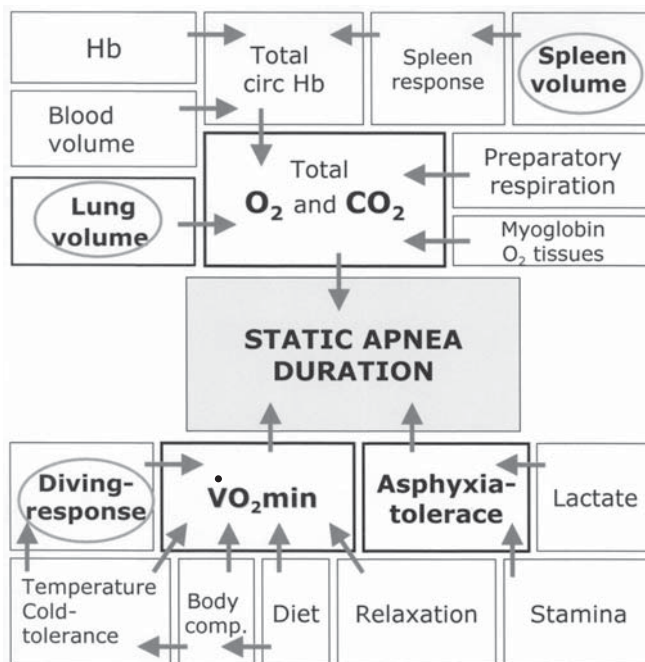 Hb
Total
circ Hb
Spleen
response
Spleen
volume
Blood
volume
Total
O₂ and CO₂
Preparatory
respiration
Lung
volume
Myoglobin
O₂ tissues
STATIC APNEA
DURATION
Diving-
response
V̇O₂min
Asphyxia-
tolerace
Lactate
Temperature
Cold-
tolerance
Body
comp.
Diet
Relaxation
Stamina